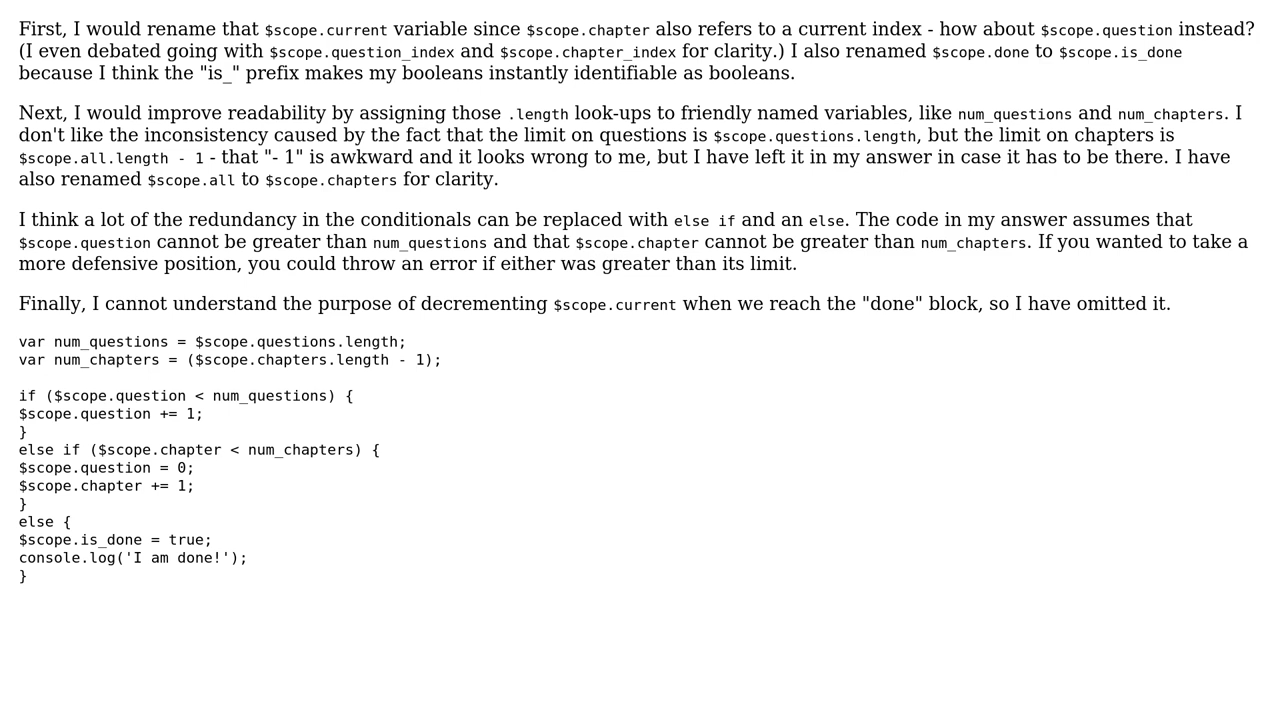 First, I would rename that $scope.current variable since $scope.chapter also refers to a current index - how about $scope.question instead?
(I even debated going with $scope.question_index and $scope.chapter_index for clarity.) I also renamed $scope.done to $scope.is_done
because I think the "is_" prefix makes my booleans instantly identifiable as booleans.
Next, I would improve readability by assigning those .length look-ups to friendly named variables, like num_questions and num_chapters. I
don't like the inconsistency caused by the fact that the limit on questions is $scope.questions.length, but the limit on chapters is
$scope.all.length - 1 - that "- 1" is awkward and it looks wrong to me, but I have left it in my answer in case it has to be there. I have
also renamed $scope.all to $scope.chapters for clarity.
I think a lot of the redundancy in the conditionals can be replaced with else if and an else. The code in my answer assumes that
$scope.question cannot be greater than num_questions and that $scope.chapter cannot be greater than num_chapters. If you wanted to take a
more defensive position, you could throw an error if either was greater than its limit.
Finally, I cannot understand the purpose of decrementing $scope.current when we reach the "done" block, so I have omitted it.
var num_questions = $scope.questions.length;
var num_chapters = ($scope.chapters.length - 1);
if ($scope.question < num_questions) {
$scope.question += 1;
}
else if ($scope.chapter < num_chapters) {
$scope.question = 0;
$scope.chapter += 1;
}
else {
$scope.is_done = true;
console.log('I am done!');
}